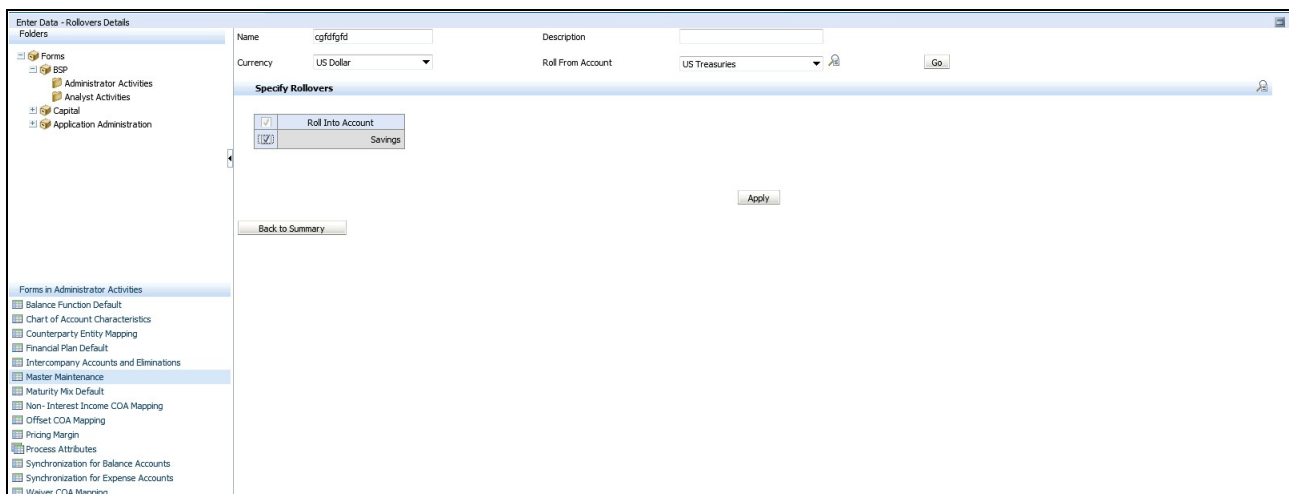 Enter Data - Rollovers Details
Folders
Name cgfdfgfd Description
Forms
BSP
Administrator Activities
Analyst Activities
Capital
Application Administration
Currency US Dollar Roll From Account US Treasuries Go
Specify Rollovers
Roll Into Account
Savings
Apply
Back to Summary
Forms in Administrator Activities
Balance Function Default
Chart of Account Characteristics
Counterparty Entity Mapping
Financial Plan Default
Intercompany Accounts and Eliminations
Master Maintenance
Maturity Mix Default
Non- Interest Income COA Mapping
Offset COA Mapping
Pricing Margin
Process Attributes
Synchronization for Balance Accounts
Synchronization for Expense Accounts
Waiver COA Mapping